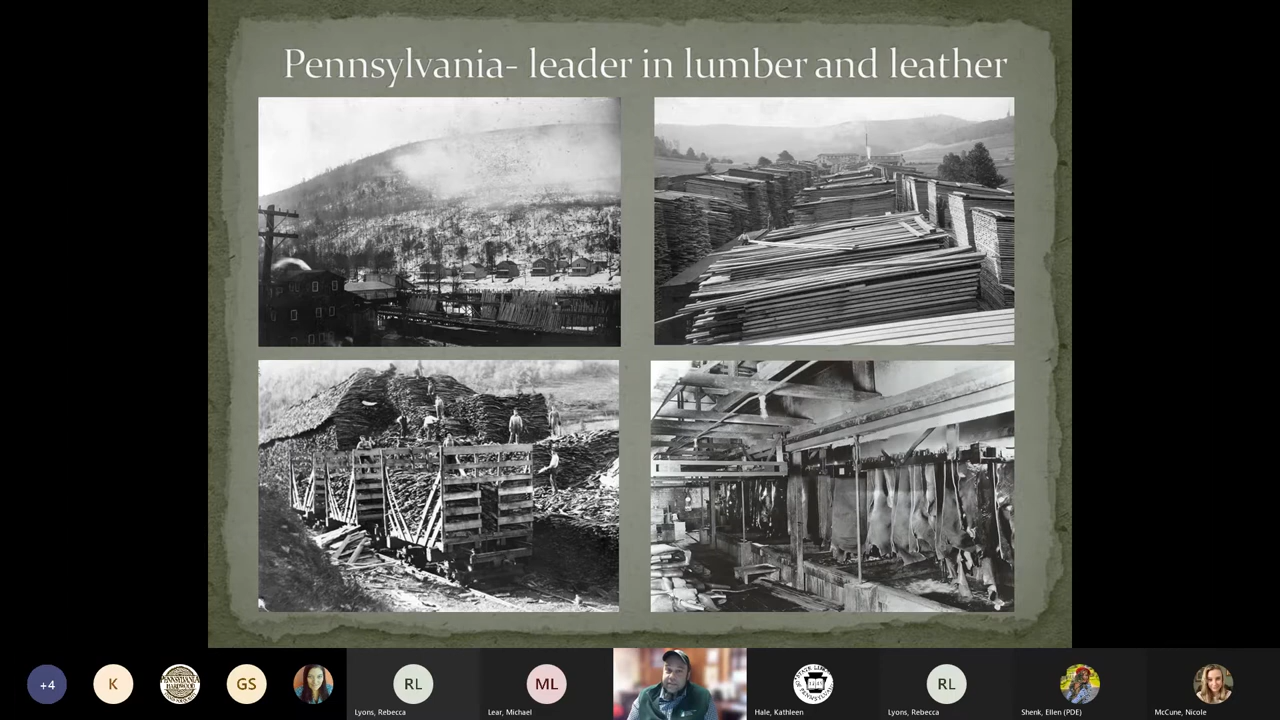 Pennsylvania- leader in lumber and leather
+4
K
GS
RL
Lyons, Rebecca
ML
Lear, Michael
Hale, Kathleen
RL
Lyons, Rebecca
Shenk, Ellen (PDE)
McCune, Nicole